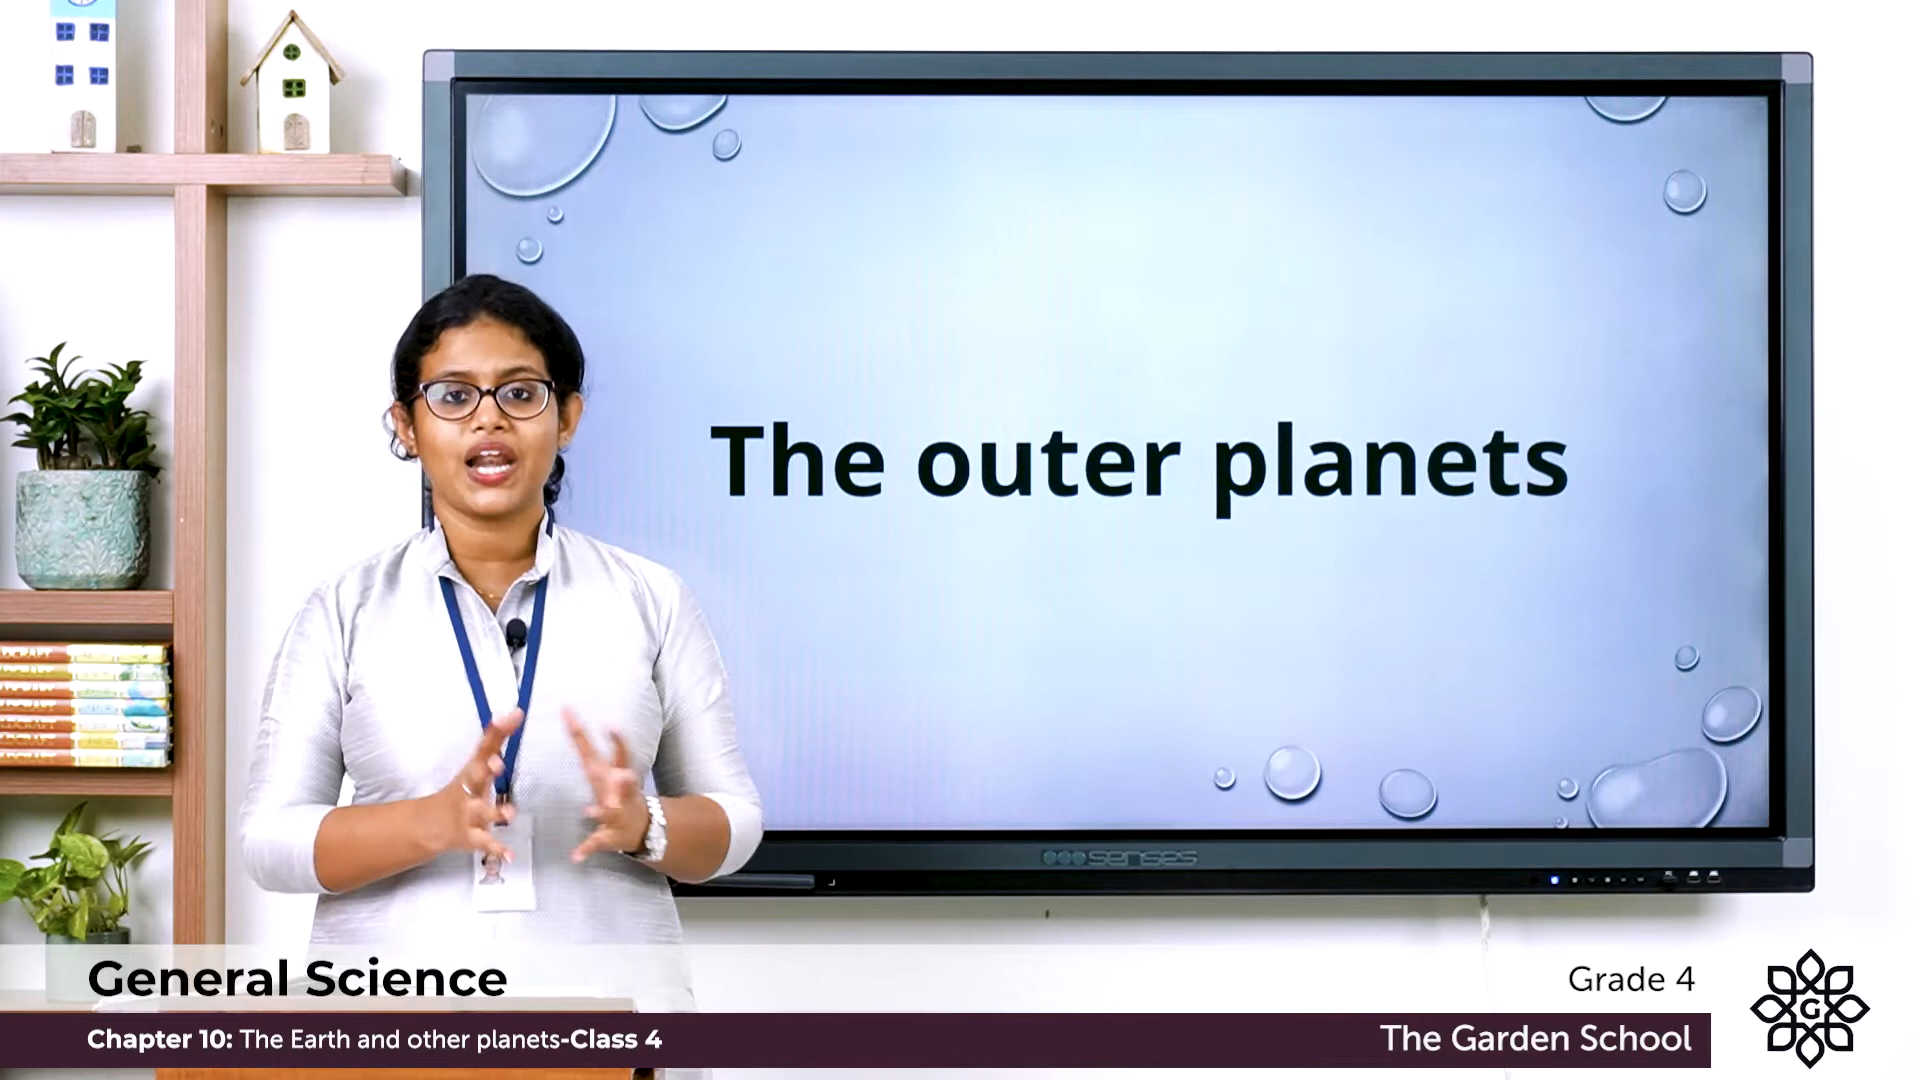 The outer planets
senses
General Science
Grade 4
Chapter 10: The Earth and other planets-Class 4
The Garden School
G